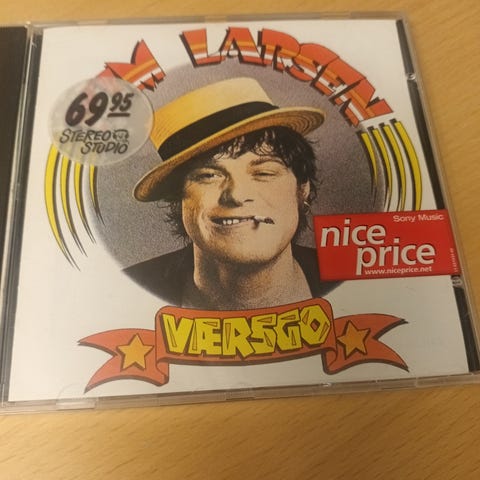 M LARSEN
69 95
STEREO
STUDIO
Sony Music
nice
price
www.niceprice.net
VÆRSGO